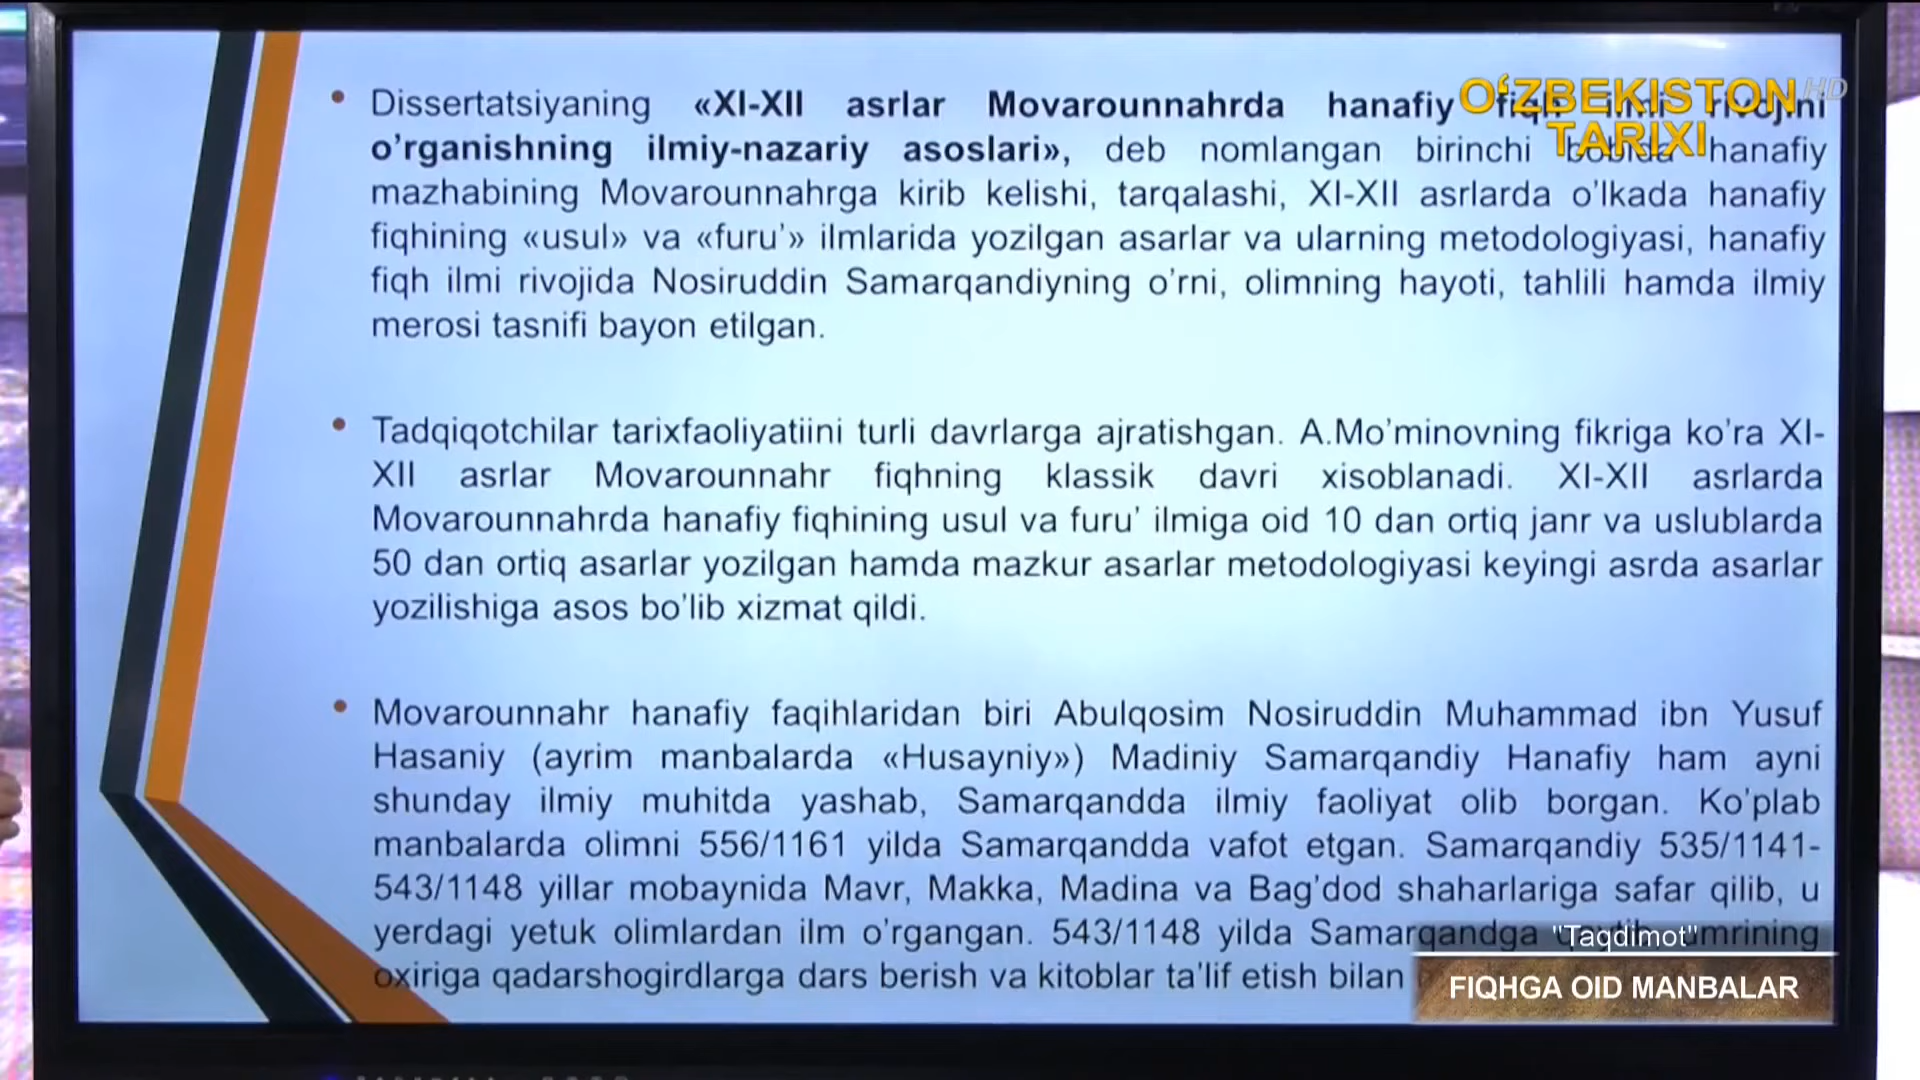 • Dissertatsiyaning «XI-XII asrlar Movarounnahrda hanafiy fiqh ilmi rivojini
o’rganishning ilmiy-nazariy asoslari», deb nomlangan birinchi bobida hanafiy
mazhabining Movarounnahrga kirib kelishi, tarqalashi, XI-XII asrlarda o’lkada hanafiy
fiqhining «usul» va «furu’» ilmlarida yozilgan asarlar va ularning metodologiyasi, hanafiy
fiqh ilmi rivojida Nosiruddin Samarqandiyning o’rni, olimning hayoti, tahlili hamda ilmiy
merosi tasnifi bayon etilgan.
• Tadqiqotchilar tarixfaoliyatiini turli davrlarga ajratishgan. A.Mo’minovning fikriga ko’ra XI-
XII asrlar Movarounnahr fiqhning klassik davri xisoblanadi. XI-XII asrlarda
Movarounnahrda hanafiy fiqhining usul va furu’ ilmiga oid 10 dan ortiq janr va uslublarda
50 dan ortiq asarlar yozilgan hamda mazkur asarlar metodologiyasi keyingi asrda asarlar
yozilishiga asos bo’lib xizmat qildi.
• Movarounnahr hanafiy faqihlaridan biri Abulqosim Nosiruddin Muhammad ibn Yusuf
Hasaniy (ayrim manbalarda «Husayniy») Madiniy Samarqandiy Hanafiy ham ayni
shunday ilmiy muhitda yashab, Samarqandda ilmiy faoliyat olib borgan. Ko’plab
manbalarda olimni 556/1161 yilda Samarqandda vafot etgan. Samarqandiy 535/1141-
543/1148 yillar mobaynida Mavr, Makka, Madina va Bag’dod shaharlariga safar qilib, u
yerdagi yetuk olimlardan ilm o’rgangan. 543/1148 yilda Samarqandga umrining
oxiriga qadarshogirdlarga dars berish va kitoblar ta’lif etish bilan
O‘ZBEKISTON HD
TARIXI
"Taqdimot"
FIQHGA OID MANBALAR